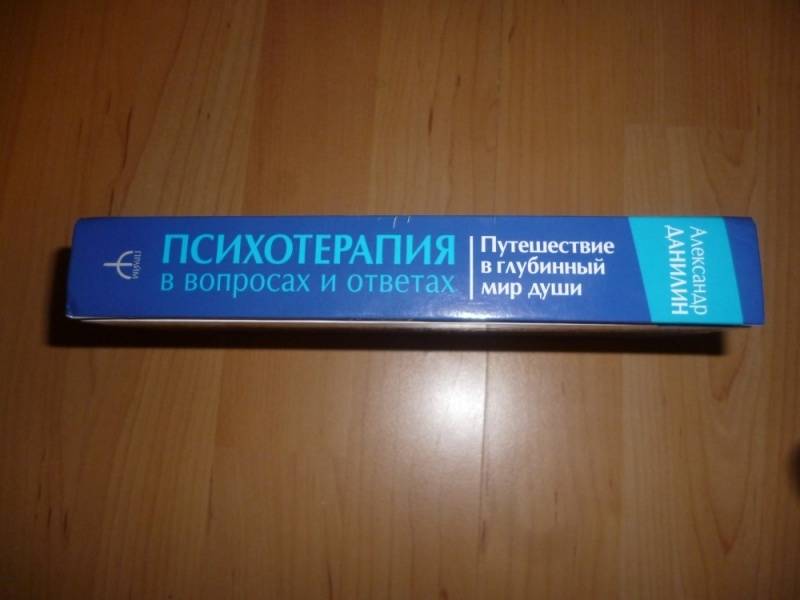 ПСИХОТЕРАПИЯ
в вопросах и ответах
Путешествие
в глубинный
мир души
Александр
ДАНИЛИН